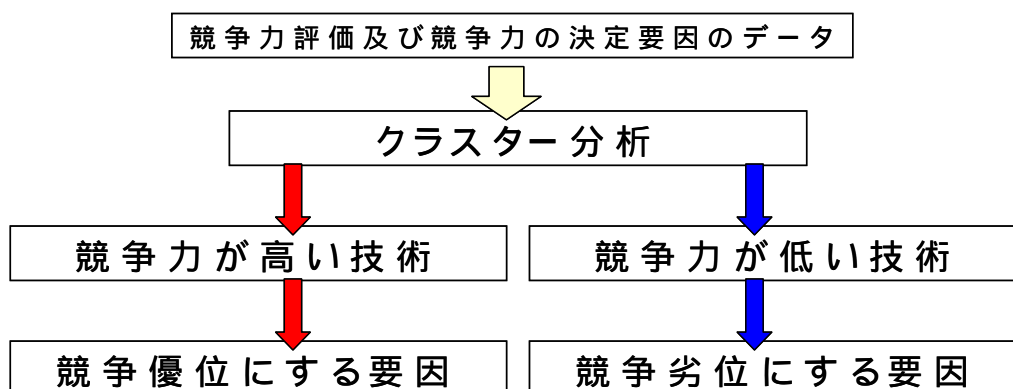 競争力評価及び競争力の決定要因のデータ
クラスター分析
競争力が高い技術
競争力が低い技術
競争優位にする要因
競争劣位にする要因